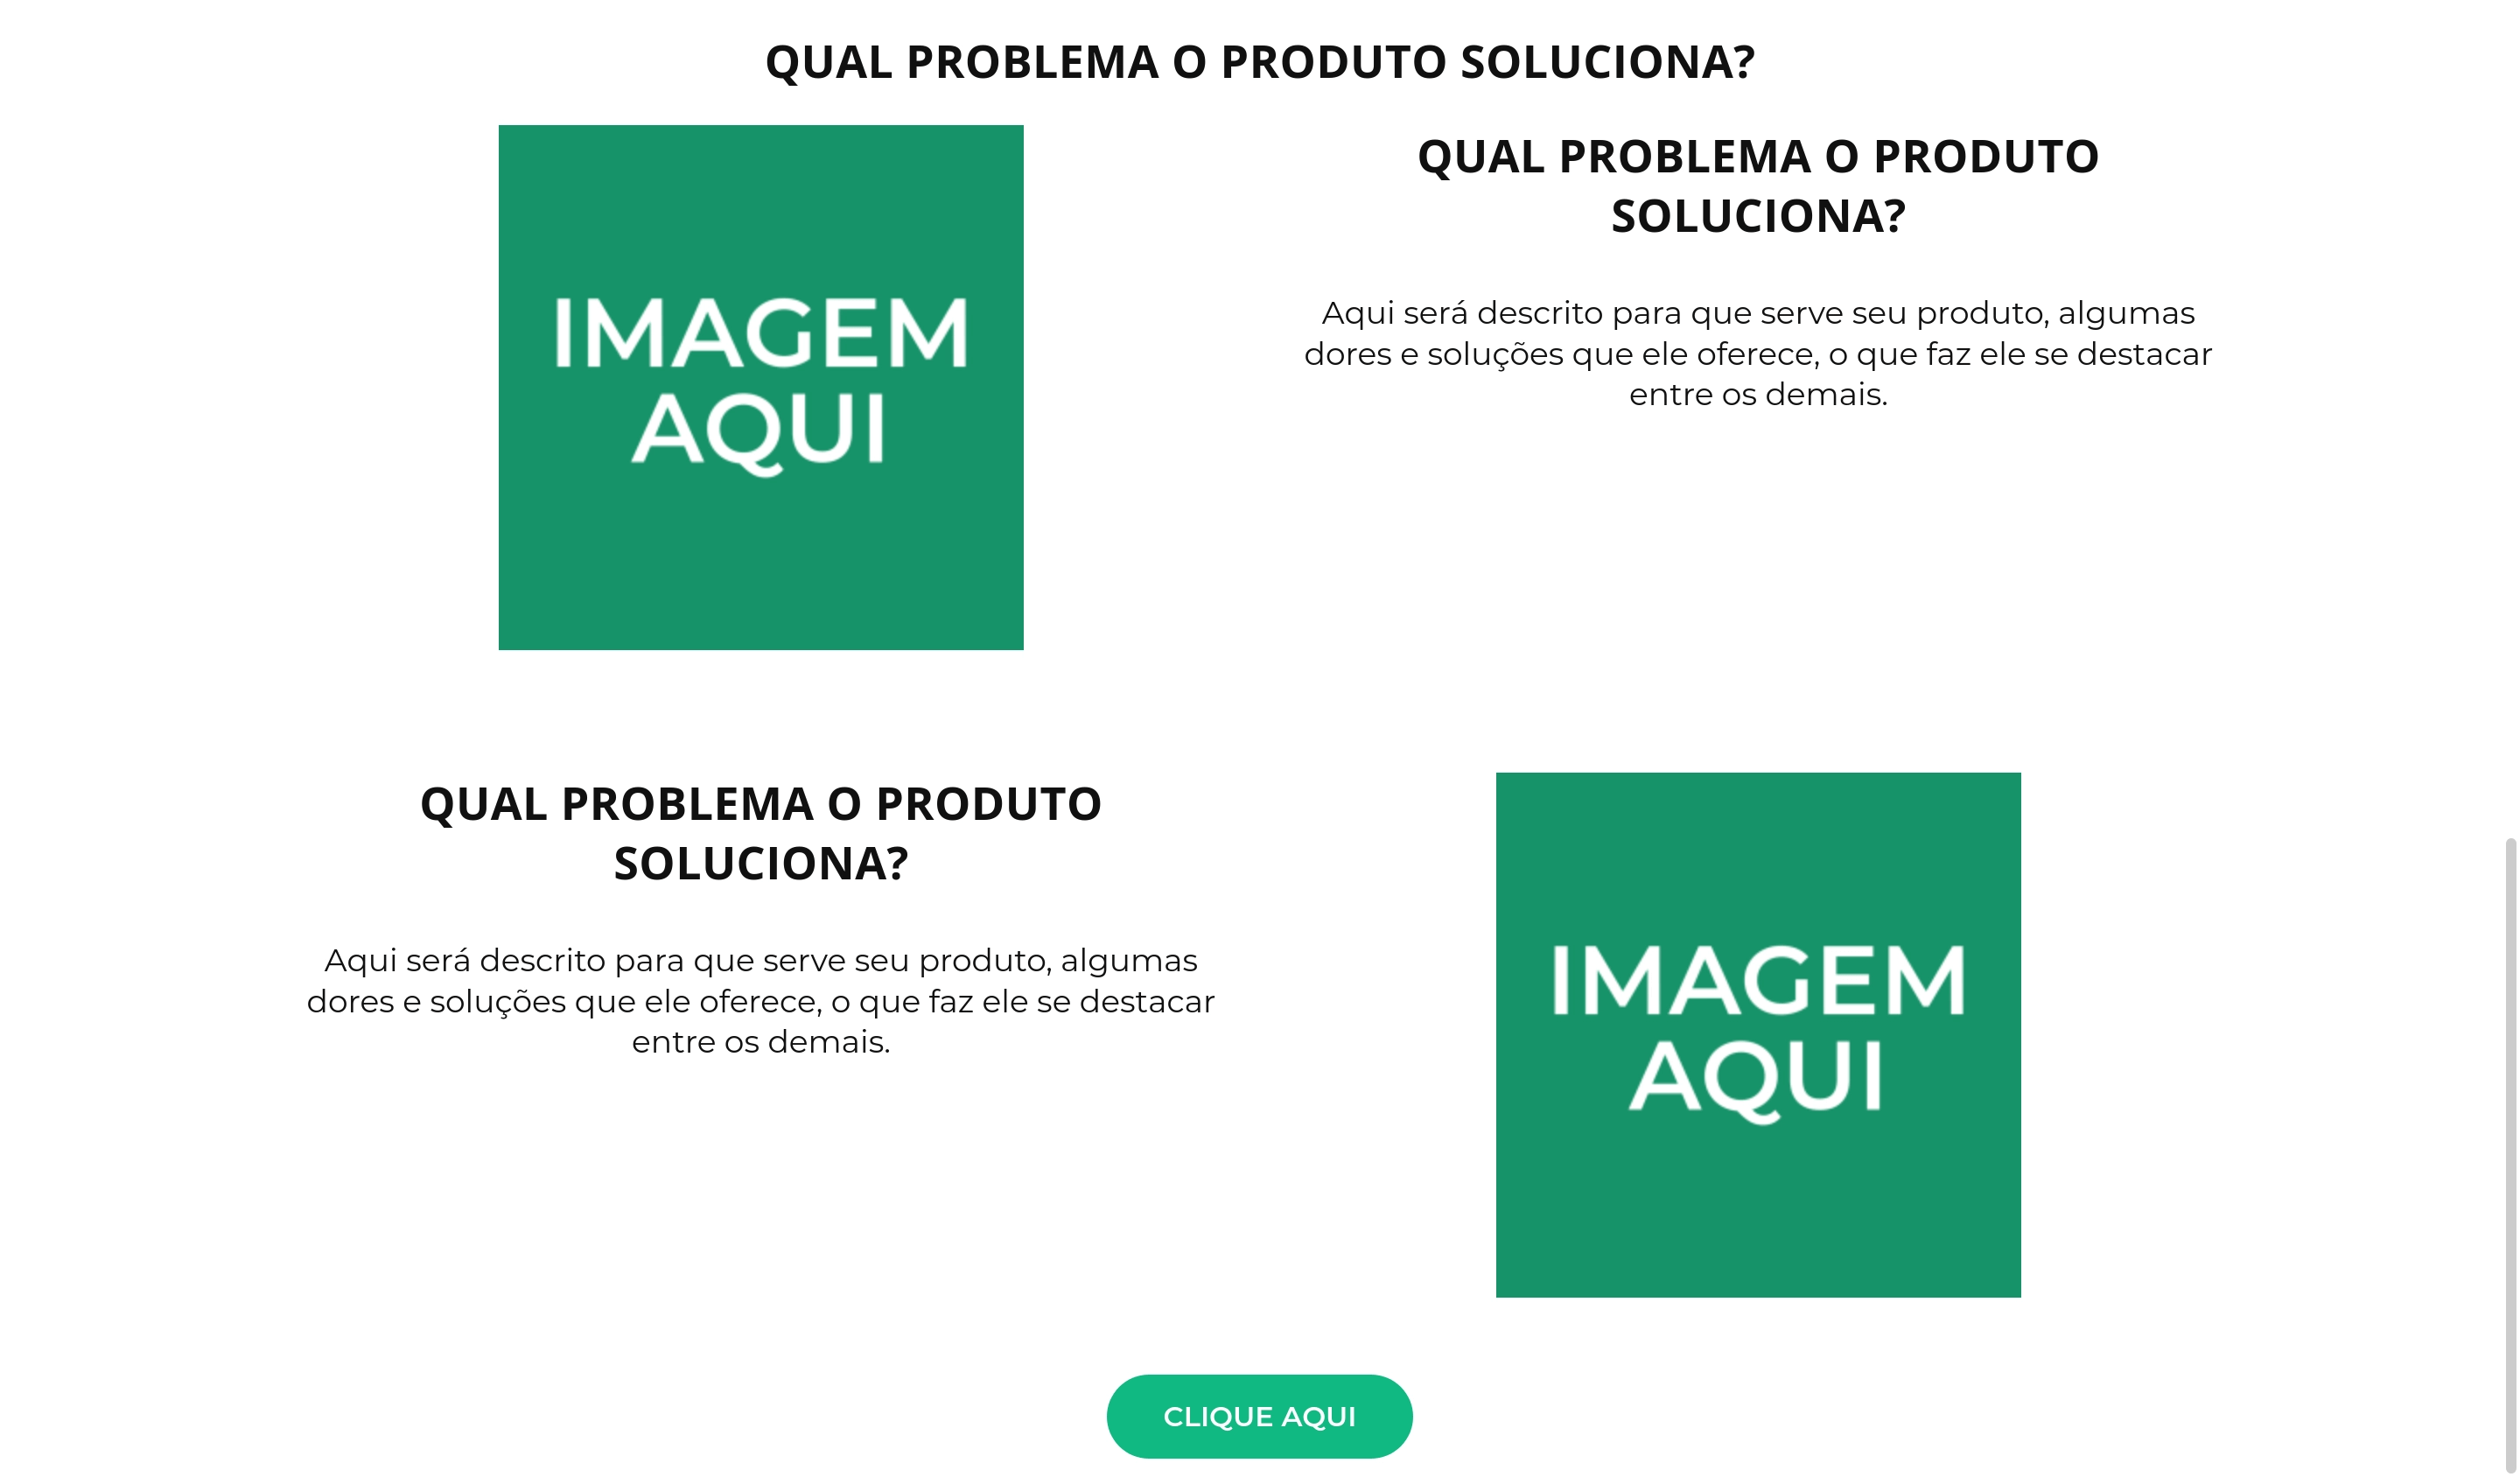 QUAL PROBLEMA O PRODUTO SOLUCIONA?
IMAGEM
AQUI
QUAL PROBLEMA O PRODUTO
SOLUCIONA?
Aqui será descrito para que serve seu produto, algumas
dores e soluções que ele oferece, o que faz ele se destacar
entre os demais.
QUAL PROBLEMA O PRODUTO
SOLUCIONA?
Aqui será descrito para que serve seu produto, algumas
dores e soluções que ele oferece, o que faz ele se destacar
entre os demais.
IMAGEM
AQUI
CLIQUE AQUI